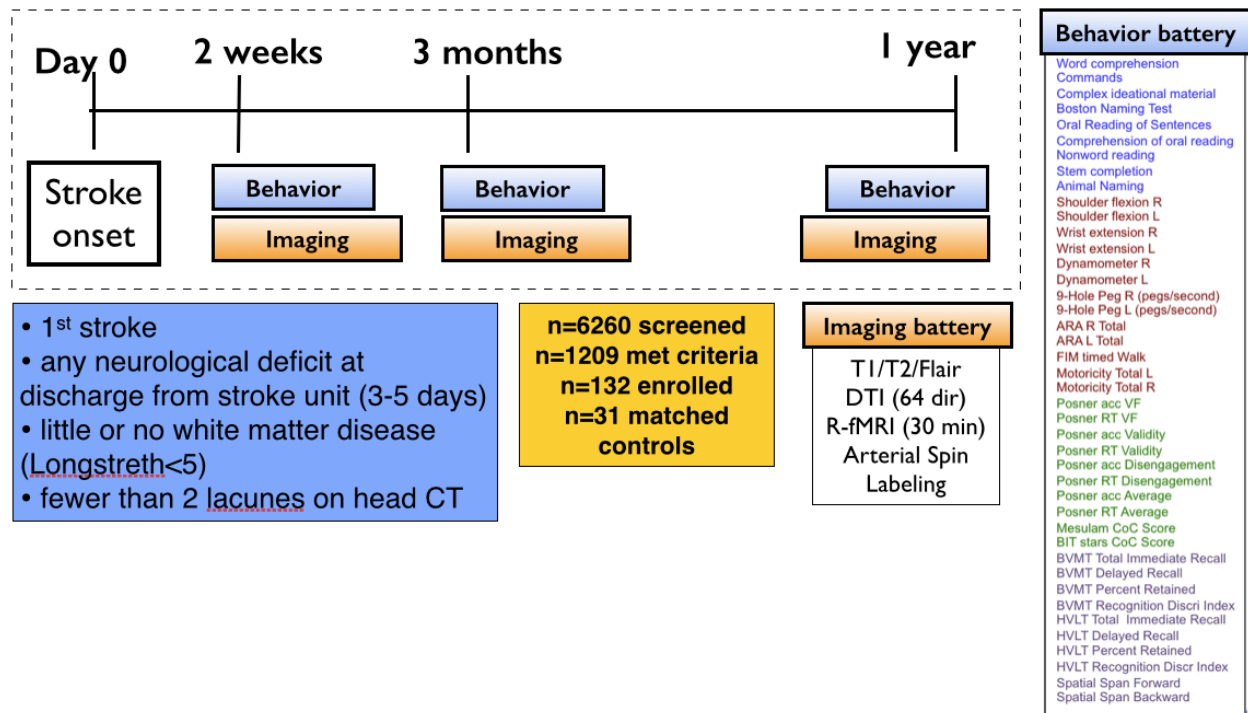 Day 0
2 weeks
3 months
1 year
Stroke
onset
Behavior
Imaging
Behavior
Imaging
Behavior
Imaging
• 1st stroke
• any neurological deficit at
discharge from stroke unit (3-5 days)
• little or no white matter disease
(Longstreth<5)
• fewer than 2 lacunes on head CT
n=6260 screened
n=1209 met criteria
n=132 enrolled
n=31 matched
controls
Imaging battery
T1/T2/Flair
DTI (64 dir)
R-fMRI (30 min)
Arterial Spin
Labeling
Behavior battery
Word comprehension
Commands
Complex ideational material
Boston Naming Test
Oral Reading of Sentences
Comprehension of oral reading
Nonword reading
Stem completion
Animal Naming
Shoulder flexion R
Shoulder flexion L
Wrist extension R
Wrist extension L
Dynamometer R
Dynamometer L
9-Hole Peg R (pegs/second)
9-Hole Peg L (pegs/second)
ARA R Total
ARA L Total
FIM timed Walk
Motoricity Total L
Motoricity Total R
Posner acc VF
Posner RT VF
Posner acc Validity
Posner RT Validity
Posner acc Disengagement
Posner RT Disengagement
Posner acc Average
Posner RT Average
Mesulam CoC Score
BIT stars CoC Score
BVMT Total Immediate Recall
BVMT Delayed Recall
BVMT Percent Retained
BVMT Recognition Discri Index
HVLT Total Immediate Recall
HVLT Delayed Recall
HVLT Percent Retained
HVLT Recognition Discr Index
Spatial Span Forward
Spatial Span Backward